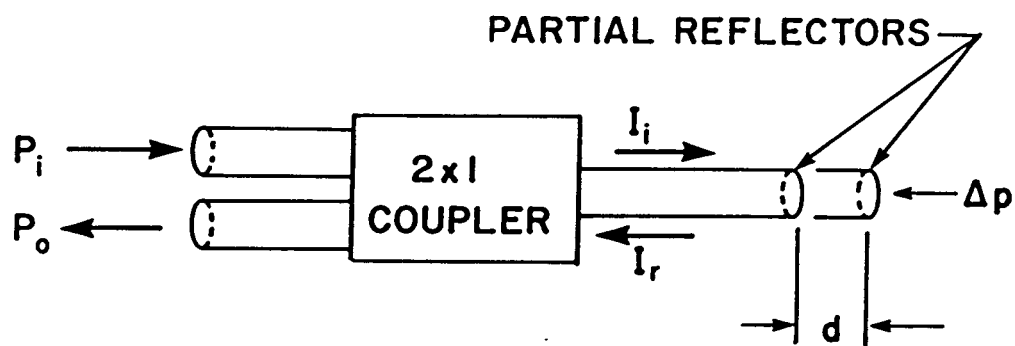 PARTIAL REFLECTORS
Pi
Ii
2x1
COUPLER
Δp
Po
Ir
d